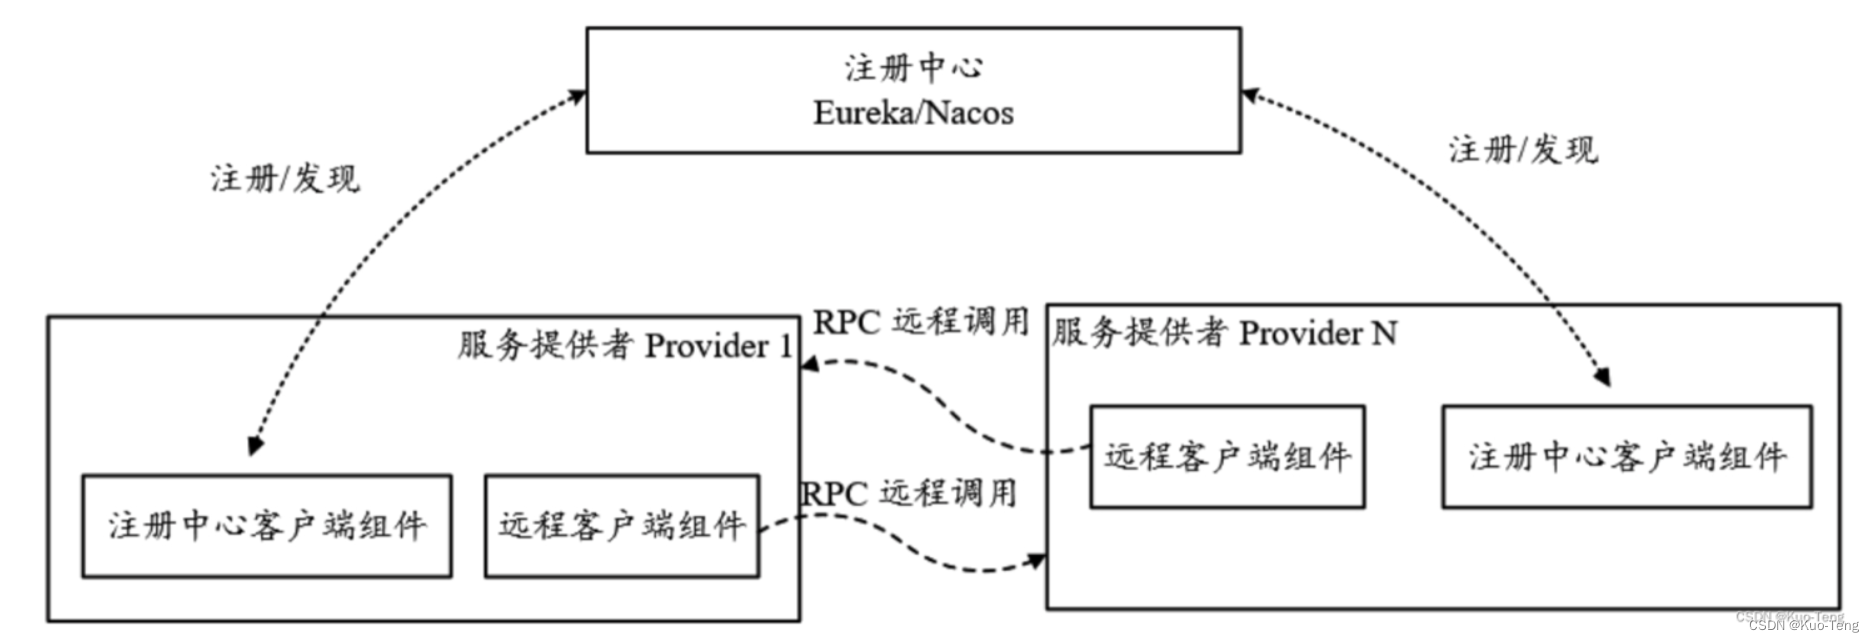 注册中心
Eureka/Nacos
注册/发现
注册/发现
服务提供者 Provider 1
RPC 远程调用
服务提供者 Provider N
远程客户端组件
注册中心客户端组件
RPC 远程调用
注册中心客户端组件
远程客户端组件
CSDN @Kuo-Teng
CSDN @Kuo-Teng